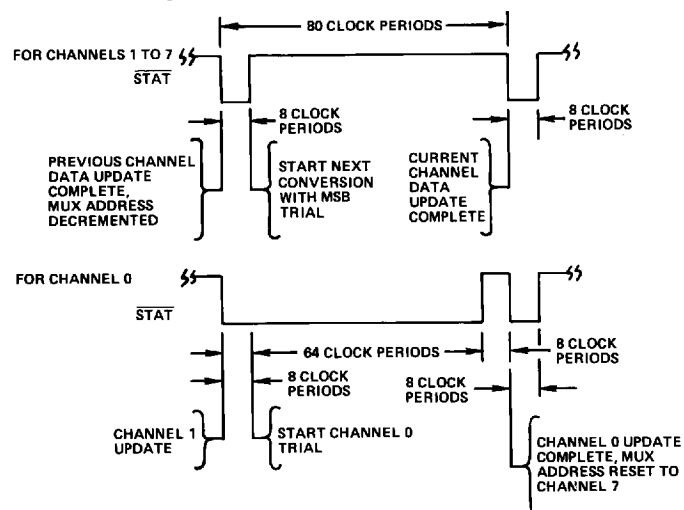 80 CLOCK PERIODS
FOR CHANNELS 1 TO 7
STAT
8 CLOCK
PERIODS
8 CLOCK
PERIODS
PREVIOUS CHANNEL
DATA UPDATE
COMPLETE,
MUX ADDRESS
DECREMENTED
START NEXT
CONVERSION
WITH MSB
TRIAL
CURRENT
CHANNEL
DATA
UPDATE
COMPLETE
FOR CHANNEL 0
STAT
64 CLOCK PERIODS
8 CLOCK
PERIODS
8 CLOCK
PERIODS
8 CLOCK
PERIODS
CHANNEL 1
UPDATE
START CHANNEL 0
TRIAL
CHANNEL 0 UPDATE
COMPLETE, MUX
ADDRESS RESET TO
CHANNEL 7